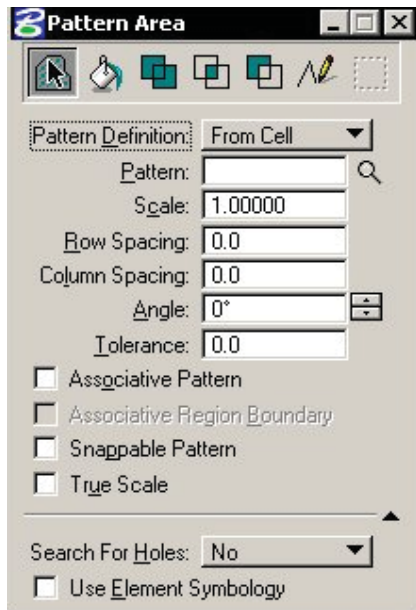 Pattern Area
Pattern Definition: From Cell
Pattern:
Scale: 1.00000
Row Spacing: 0.0
Column Spacing: 0.0
Angle: 0°
Tolerance: 0.0
Associative Pattern
Associative Region Boundary
Snappable Pattern
True Scale
Search For Holes: No
Use Element Symbology